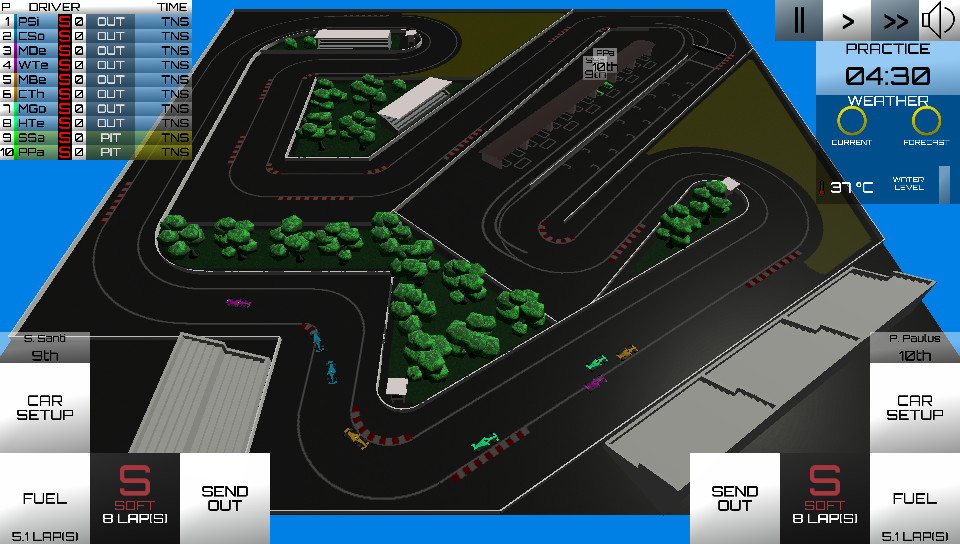 P DRIVER TIME
1 PSi S 0 OUT TNS
2 CSo S 0 OUT TNS
3 MDe S 0 OUT TNS
4 WTe S 0 OUT TNS
5 MBe S 0 OUT TNS
6 CTh S 0 OUT TNS
7 MGo S 0 OUT TNS
8 HTe S 0 OUT TNS
9 SSa S 0 PIT TNS
10 PPa S 0 PIT TNS
PPa
10th
9th
PRACTICE
04:30
WEATHER
CURRENT FORECAST
37 °C
WATER LEVEL
S. Santi
9th
CAR SETUP
FUEL
5.1 LAP(S)
S
SOFT
8 LAP(S)
SEND OUT
P. Paulus
10th
CAR SETUP
SEND OUT
S
SOFT
8 LAP(S)
FUEL
5.1 LAP(S)